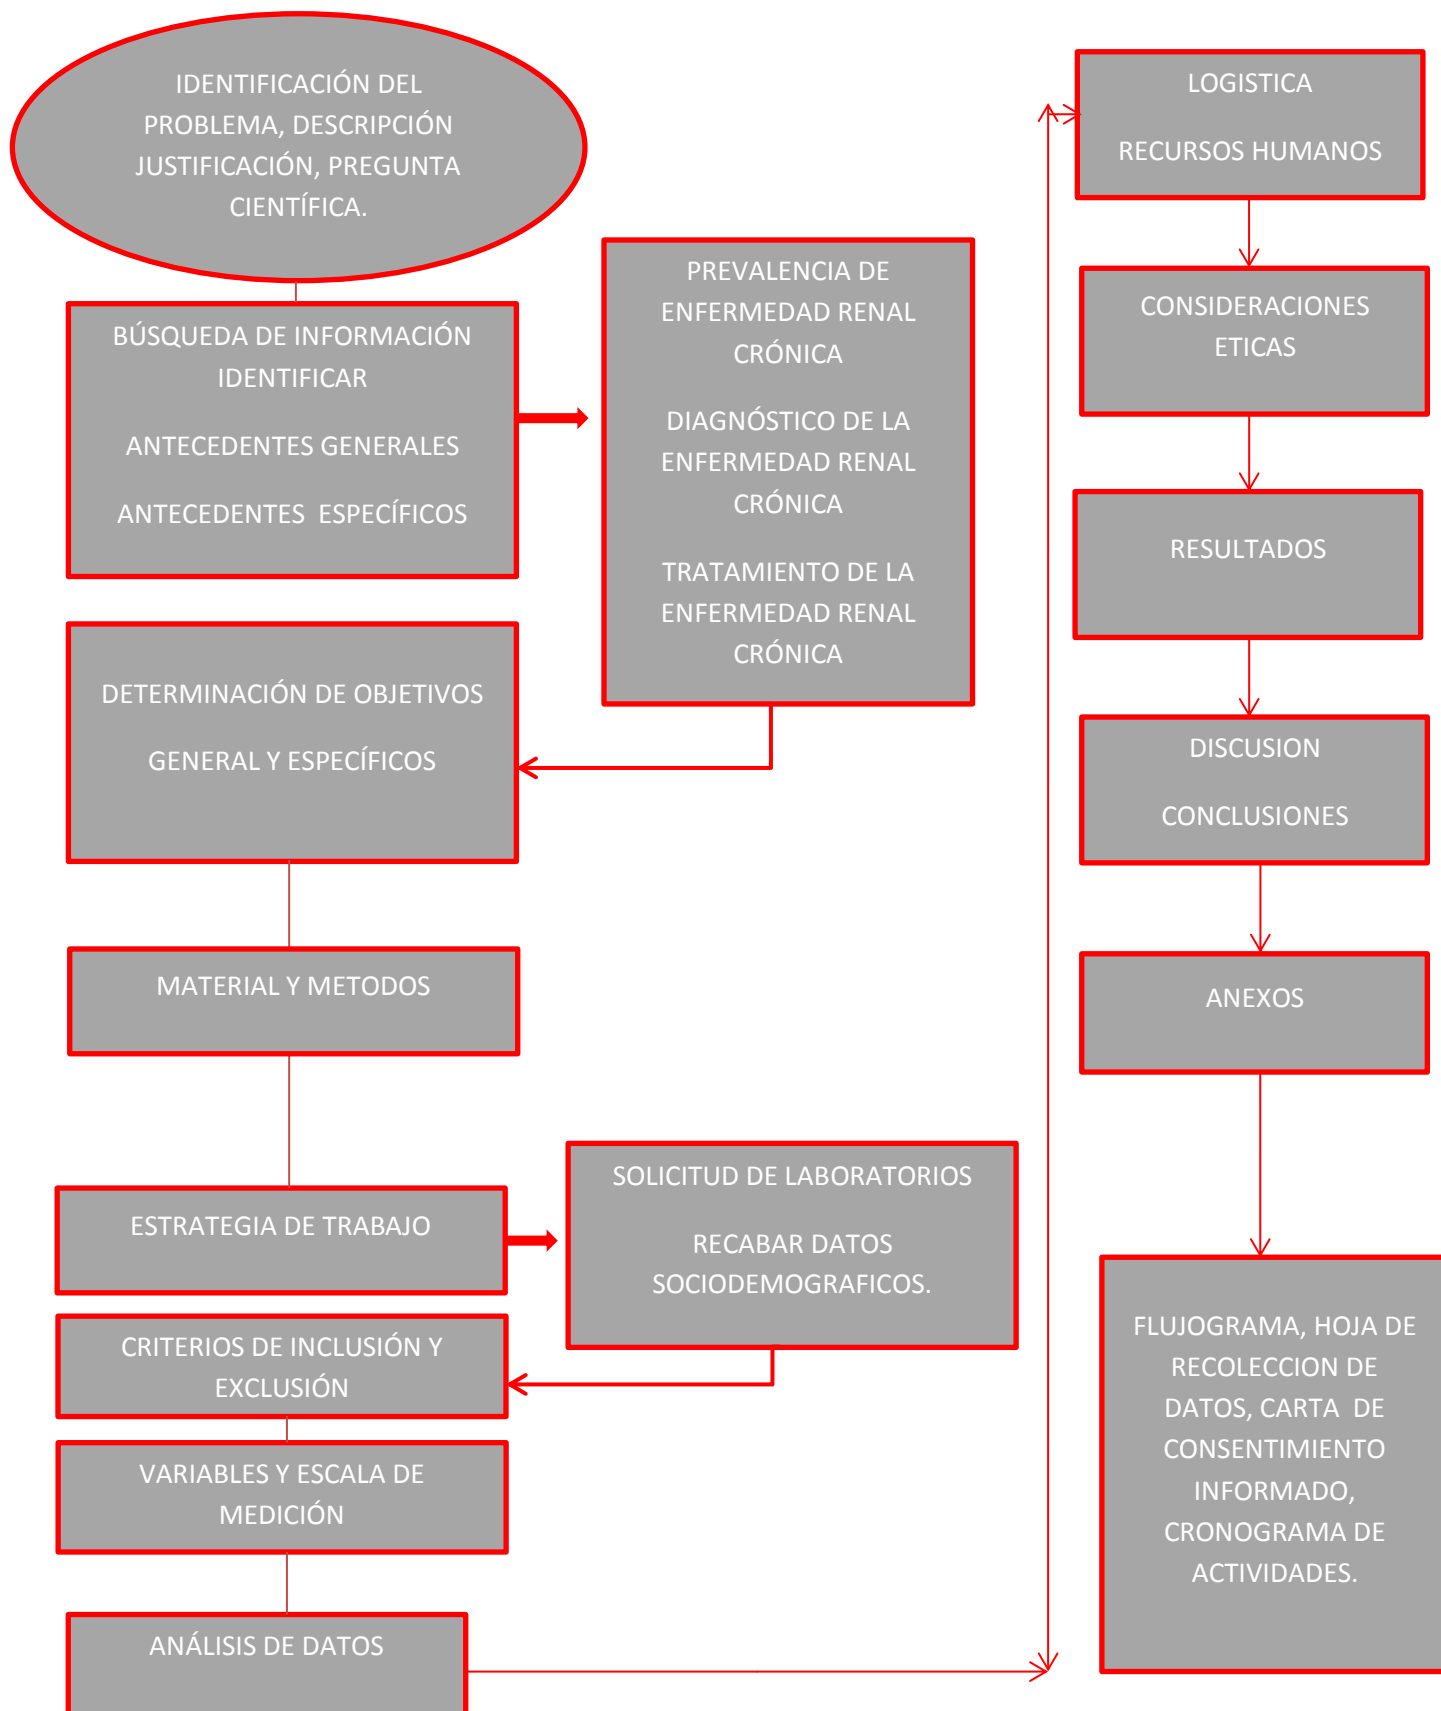 IDENTIFICACIÓN DEL
PROBLEMA, DESCRIPCIÓN
JUSTIFICACIÓN, PREGUNTA
CIENTÍFICA.
BÚSQUEDA DE INFORMACIÓN
IDENTIFICAR
ANTECEDENTES GENERALES
ANTECEDENTES  ESPECÍFICOS
PREVALENCIA DE
ENFERMEDAD RENAL
CRÓNICA
DIAGNÓSTICO DE LA
ENFERMEDAD RENAL
CRÓNICA
TRATAMIENTO DE LA
ENFERMEDAD RENAL
CRÓNICA
DETERMINACIÓN DE OBJETIVOS
GENERAL Y ESPECÍFICOS
MATERIAL Y METODOS
ESTRATEGIA DE TRABAJO
SOLICITUD DE LABORATORIOS
RECABAR DATOS
SOCIODEMOGRAFICOS.
CRITERIOS DE INCLUSIÓN Y
EXCLUSIÓN
VARIABLES Y ESCALA DE
MEDICIÓN
ANÁLISIS DE DATOS
LOGISTICA
RECURSOS HUMANOS
CONSIDERACIONES
ETICAS
RESULTADOS
DISCUSION
CONCLUSIONES
ANEXOS
FLUJOGRAMA, HOJA DE
RECOLECCION DE
DATOS, CARTA  DE
CONSENTIMIENTO
INFORMADO,
CRONOGRAMA DE
ACTIVIDADES.